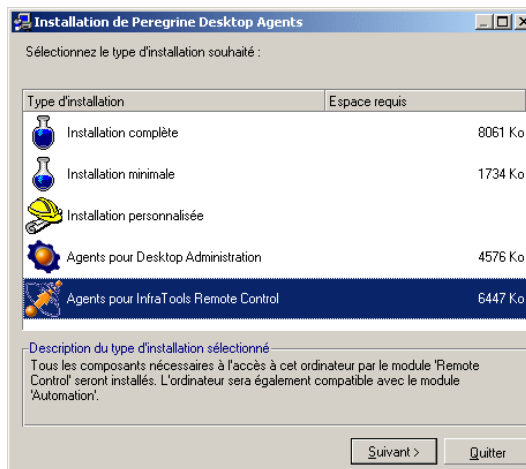 Installation de Peregrine Desktop Agents
Sélectionnez le type d'installation souhaité :
Type d'installation Espace requis
Installation complète 8061 Ko
Installation minimale 1734 Ko
Installation personnalisée
Agents pour Desktop Administration 4576 Ko
Agents pour InfraTools Remote Control 6447 Ko
Description du type d'installation sélectionné
Tous les composants nécessaires à l'accès à cet ordinateur par le module 'Remote
Control' seront installés. L'ordinateur sera également compatible avec le module
'Automation'.
Suivant > Quitter